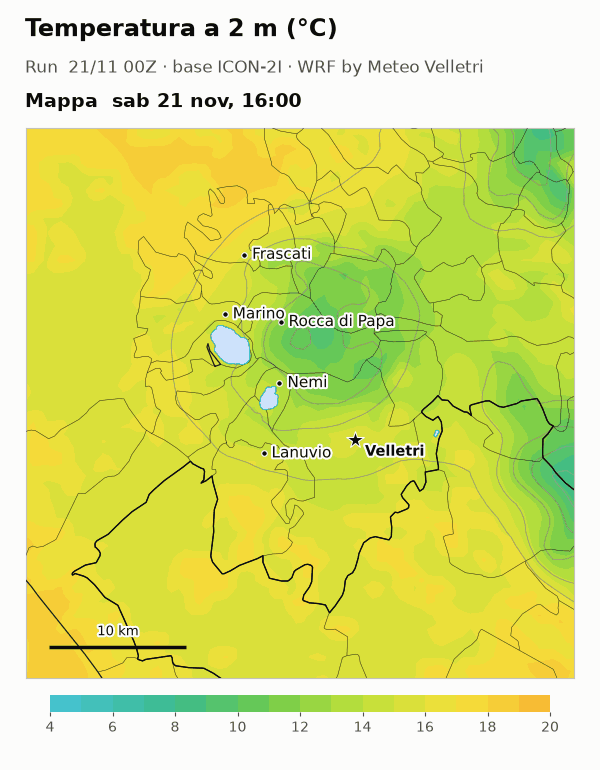 Temperatura a 2 m (°C)
Run  21/11 00Z · base ICON-2I · WRF by Meteo Velletri
Mappa  sab 21 nov, 16:00
Frascati
Marino
Rocca di Papa
Nemi
Velletri
Lanuvio
10 km
4 6 8 10 12 14 16 18 20